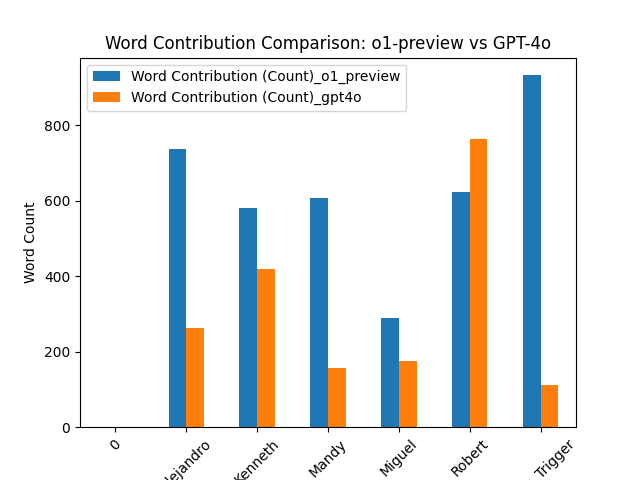 Word Contribution Comparison: o1-preview vs GPT-4o
Word Contribution (Count)_o1_preview
Word Contribution (Count)_gpt4o
Word Count
800
600
400
200
0
0
lejandro
Kenneth
Mandy
Miguel
Robert
Trigger